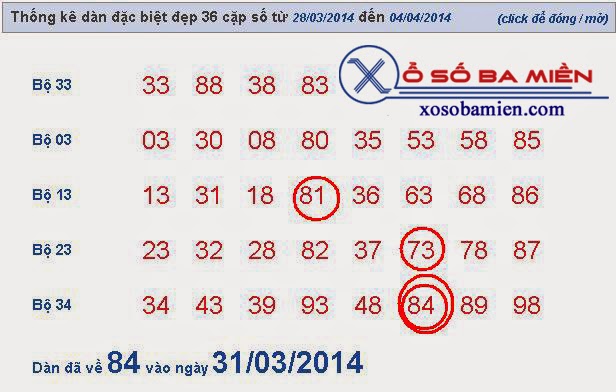 Thống kê dàn đặc biệt đẹp 36 cặp số từ 28/03/2014 đến 04/04/2014 (click để đóng / mở)
Bộ 33 33 88 38 83
XỔ SỐ BA MIỀN
xosobamien.com
Bộ 03 03 30 08 80 35 53 58 85
Bộ 13 13 31 18 81 36 63 68 86
Bộ 23 23 32 28 82 37 73 78 87
Bộ 34 34 43 39 93 48 84 89 98
Dàn đã về 84 vào ngày 31/03/2014